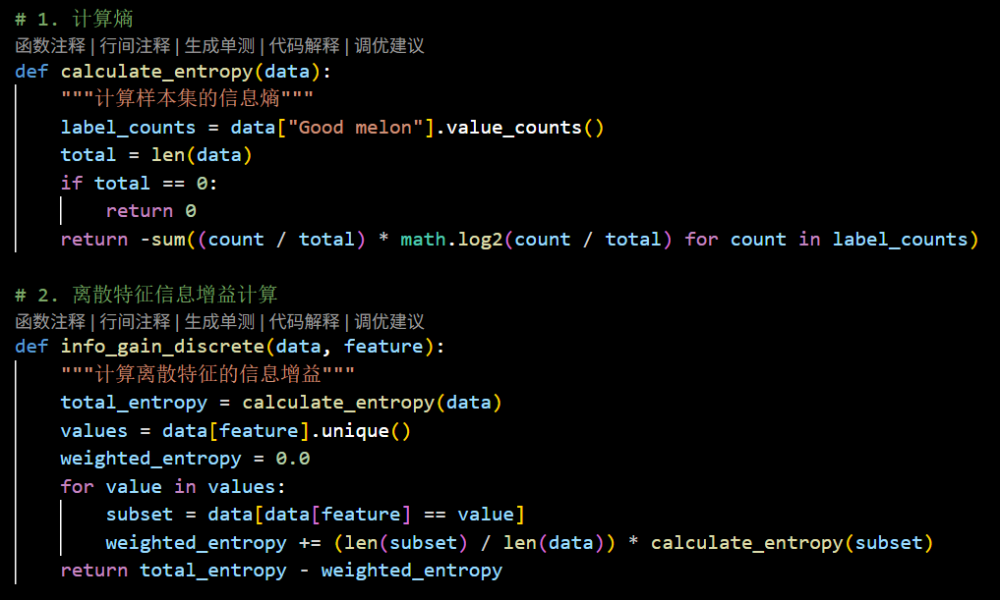 # 1. 计算熵
函数注释 | 行间注释 | 生成单测 | 代码解释 | 调优建议
def calculate_entropy(data):
    """计算样本集的信息熵"""
    label_counts = data["Good melon"].value_counts()
    total = len(data)
    if total == 0:
        return 0
    return -sum((count / total) * math.log2(count / total) for count in label_counts)
# 2. 离散特征信息增益计算
函数注释 | 行间注释 | 生成单测 | 代码解释 | 调优建议
def info_gain_discrete(data, feature):
    """计算离散特征的信息增益"""
    total_entropy = calculate_entropy(data)
    values = data[feature].unique()
    weighted_entropy = 0.0
    for value in values:
        subset = data[data[feature] == value]
        weighted_entropy += (len(subset) / len(data)) * calculate_entropy(subset)
    return total_entropy - weighted_entropy